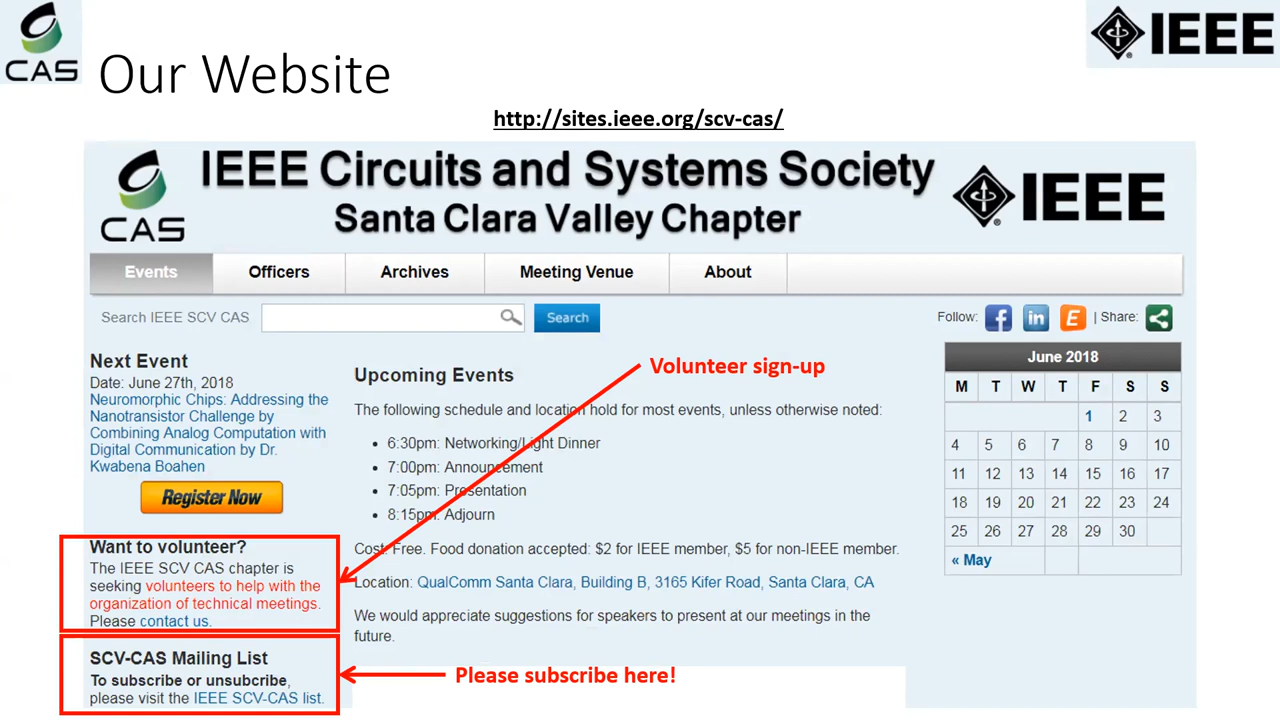 CAS
IEEE
Our Website
http://sites.ieee.org/scv-cas/
CAS
IEEE Circuits and Systems Society
Santa Clara Valley Chapter
IEEE
Events Officers Archives Meeting Venue About
Search IEEE SCV CAS
Search
Follow: f in E | Share:
Next Event
Date: June 27th, 2018
Neuromorphic Chips: Addressing the
Nanotransistor Challenge by
Combining Analog Computation with
Digital Communication by Dr.
Kwabena Boahen
Register Now
Want to volunteer?
The IEEE SCV CAS chapter is
seeking volunteers to help with the
organization of technical meetings.
Please contact us.
SCV-CAS Mailing List
To subscribe or unsubcribe,
please visit the IEEE SCV-CAS list.
Volunteer sign-up
Upcoming Events
The following schedule and location hold for most events, unless otherwise noted:
• 6:30pm: Networking/Light Dinner
• 7:00pm: Announcement
• 7:05pm: Presentation
• 8:15pm: Adjourn
Cost: Free. Food donation accepted: $2 for IEEE member, $5 for non-IEEE member.
Location: QualComm Santa Clara, Building B, 3165 Kifer Road, Santa Clara, CA
We would appreciate suggestions for speakers to present at our meetings in the
future.
Please subscribe here!
June 2018
M T W T F S S
1 2 3
4 5 6 7 8 9 10
11 12 13 14 15 16 17
18 19 20 21 22 23 24
25 26 27 28 29 30
« May